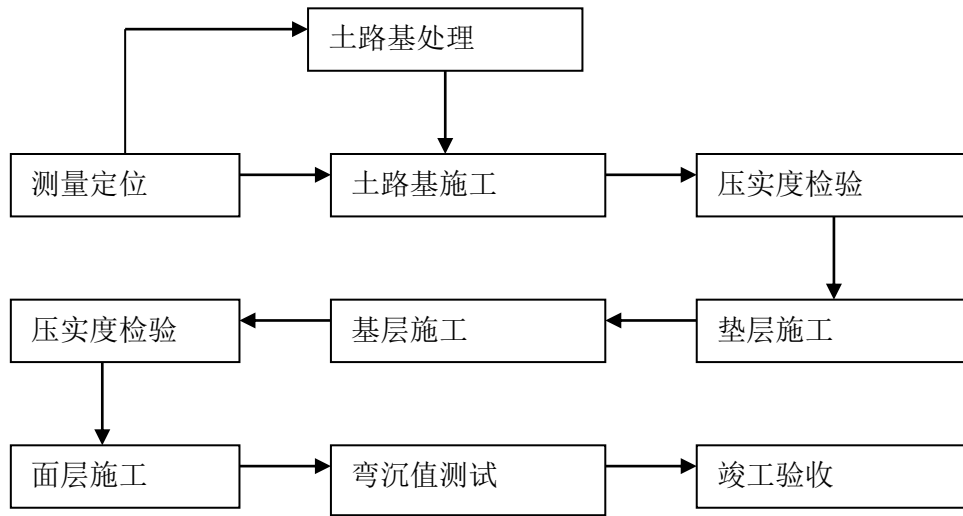 土路基处理
测量定位
土路基施工
压实度检验
压实度检验
基层施工
垫层施工
面层施工
弯沉值测试
竣工验收